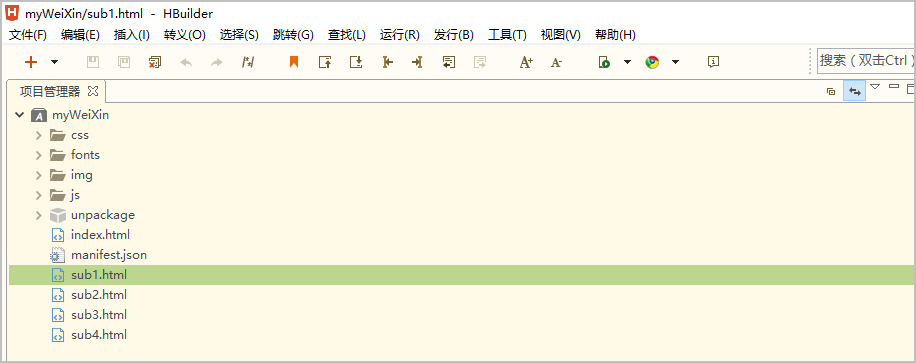 myWeiXin/sub1.html - HBuilder
文件(F) 编辑(E) 插入(I) 转义(O) 选择(S) 跳转(G) 查找(L) 运行(R) 发行(B) 工具(T) 视图(V) 帮助(H)
搜索（双击Ctrl）
项目管理器
myWeiXin
css
fonts
img
js
unpackage
index.html
manifest.json
sub1.html
sub2.html
sub3.html
sub4.html